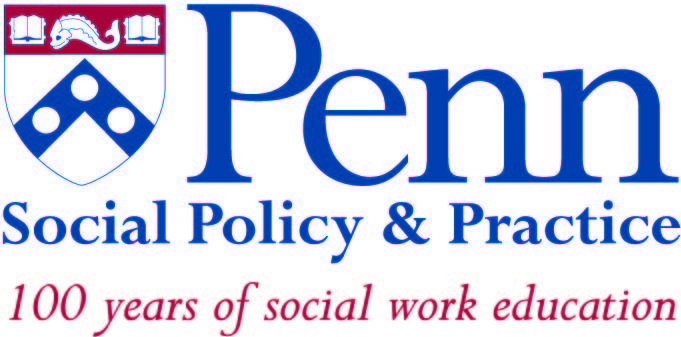 Penn
Social Policy & Practice
100 years of social work education